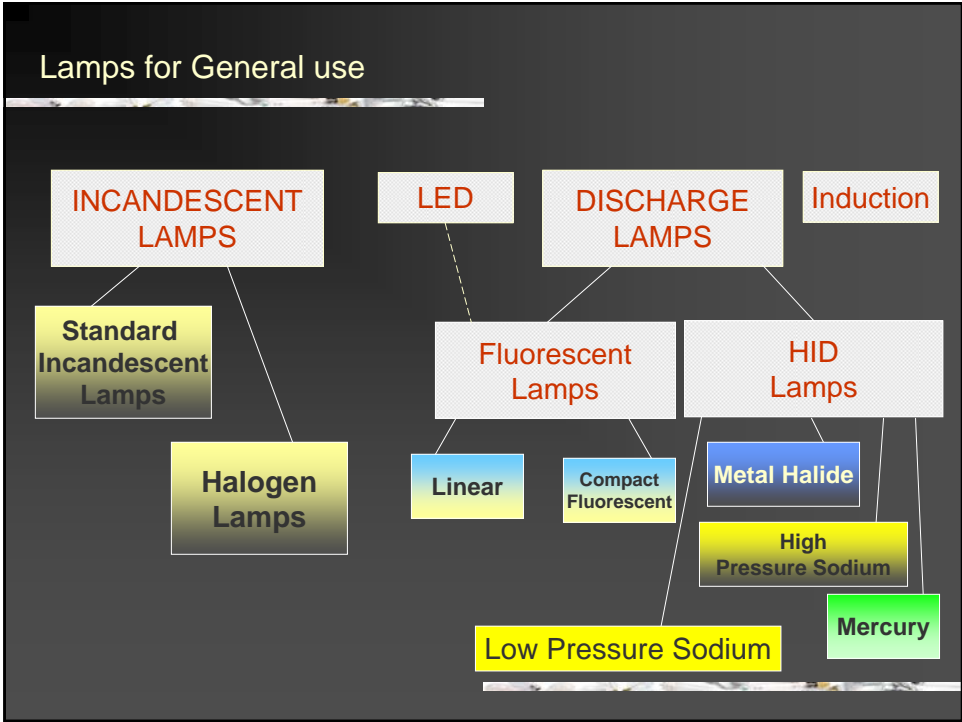 Lamps for General use
INCANDESCENT
LAMPS
LED
DISCHARGE
LAMPS
Induction
Standard
Incandescent
Lamps
Fluorescent
Lamps
HID
Lamps
Halogen
Lamps
Linear
Compact
Fluorescent
Metal Halide
High
Pressure Sodium
Mercury
Low Pressure Sodium